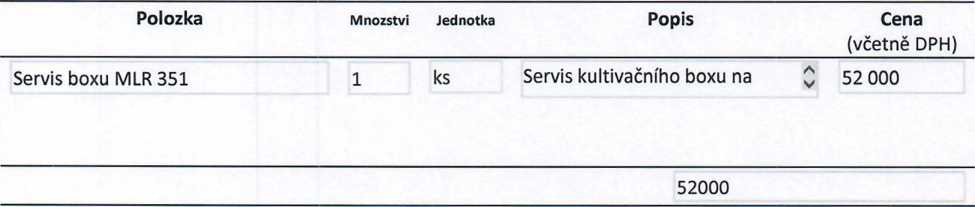 Polozka Mnozstvi Jednotka Popis Cena
(včetně DPH)
Servis boxu MLR 351 1 ks Servis kultivačního boxu na 52 000
52000